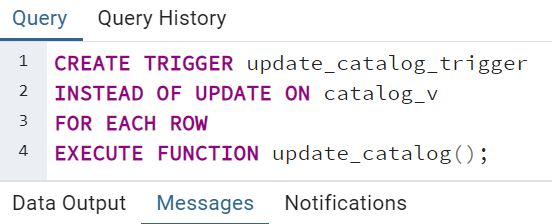 Query Query History
1 CREATE TRIGGER update_catalog_trigger
2 INSTEAD OF UPDATE ON catalog_v
3 FOR EACH ROW
4 EXECUTE FUNCTION update_catalog();
Data Output Messages Notifications